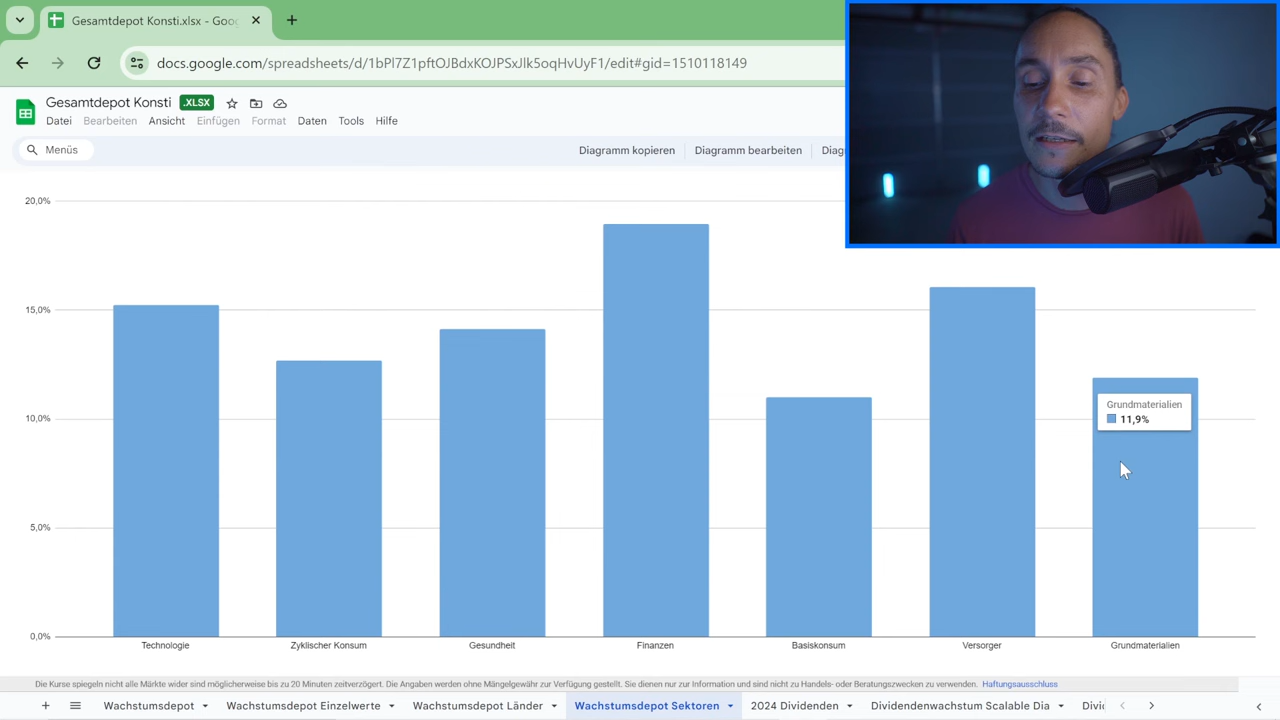 Gesamtdepot Konsti.xlsx - Goo
docs.google.com/spreadsheets/d/1bPl7Z1pftOJBdxKOJPSxJlk5oqHvUyF1/edit#gid=1510118149
Gesamtdepot Konsti .XLSX
Datei Bearbeiten Ansicht Einfügen Format Daten Tools Hilfe
Menüs Diagramm kopieren Diagramm bearbeiten Diag
20,0%
15,0%
10,0%
5,0%
0,0%
Grundmaterialien
11,9%
Technologie Zyklischer Konsum Gesundheit Finanzen Basiskonsum Versorger Grundmaterialien
Die Kurse spiegeln nicht alle Märkte wider sind möglicherweise bis zu 20 Minuten zeitverzögert. Die Angaben werden ohne Mängelgewähr zur Verfügung gestellt. Sie dienen nur zur Information und sind nicht zu Handels- oder Beratungszwecken zu verwenden. Haftungsausschluss
Wachstumsdepot Wachstumsdepot Einzelwerte Wachstumsdepot Länder Wachstumsdepot Sektoren 2024 Dividenden Dividendenwachstum Scalable Dia Divid